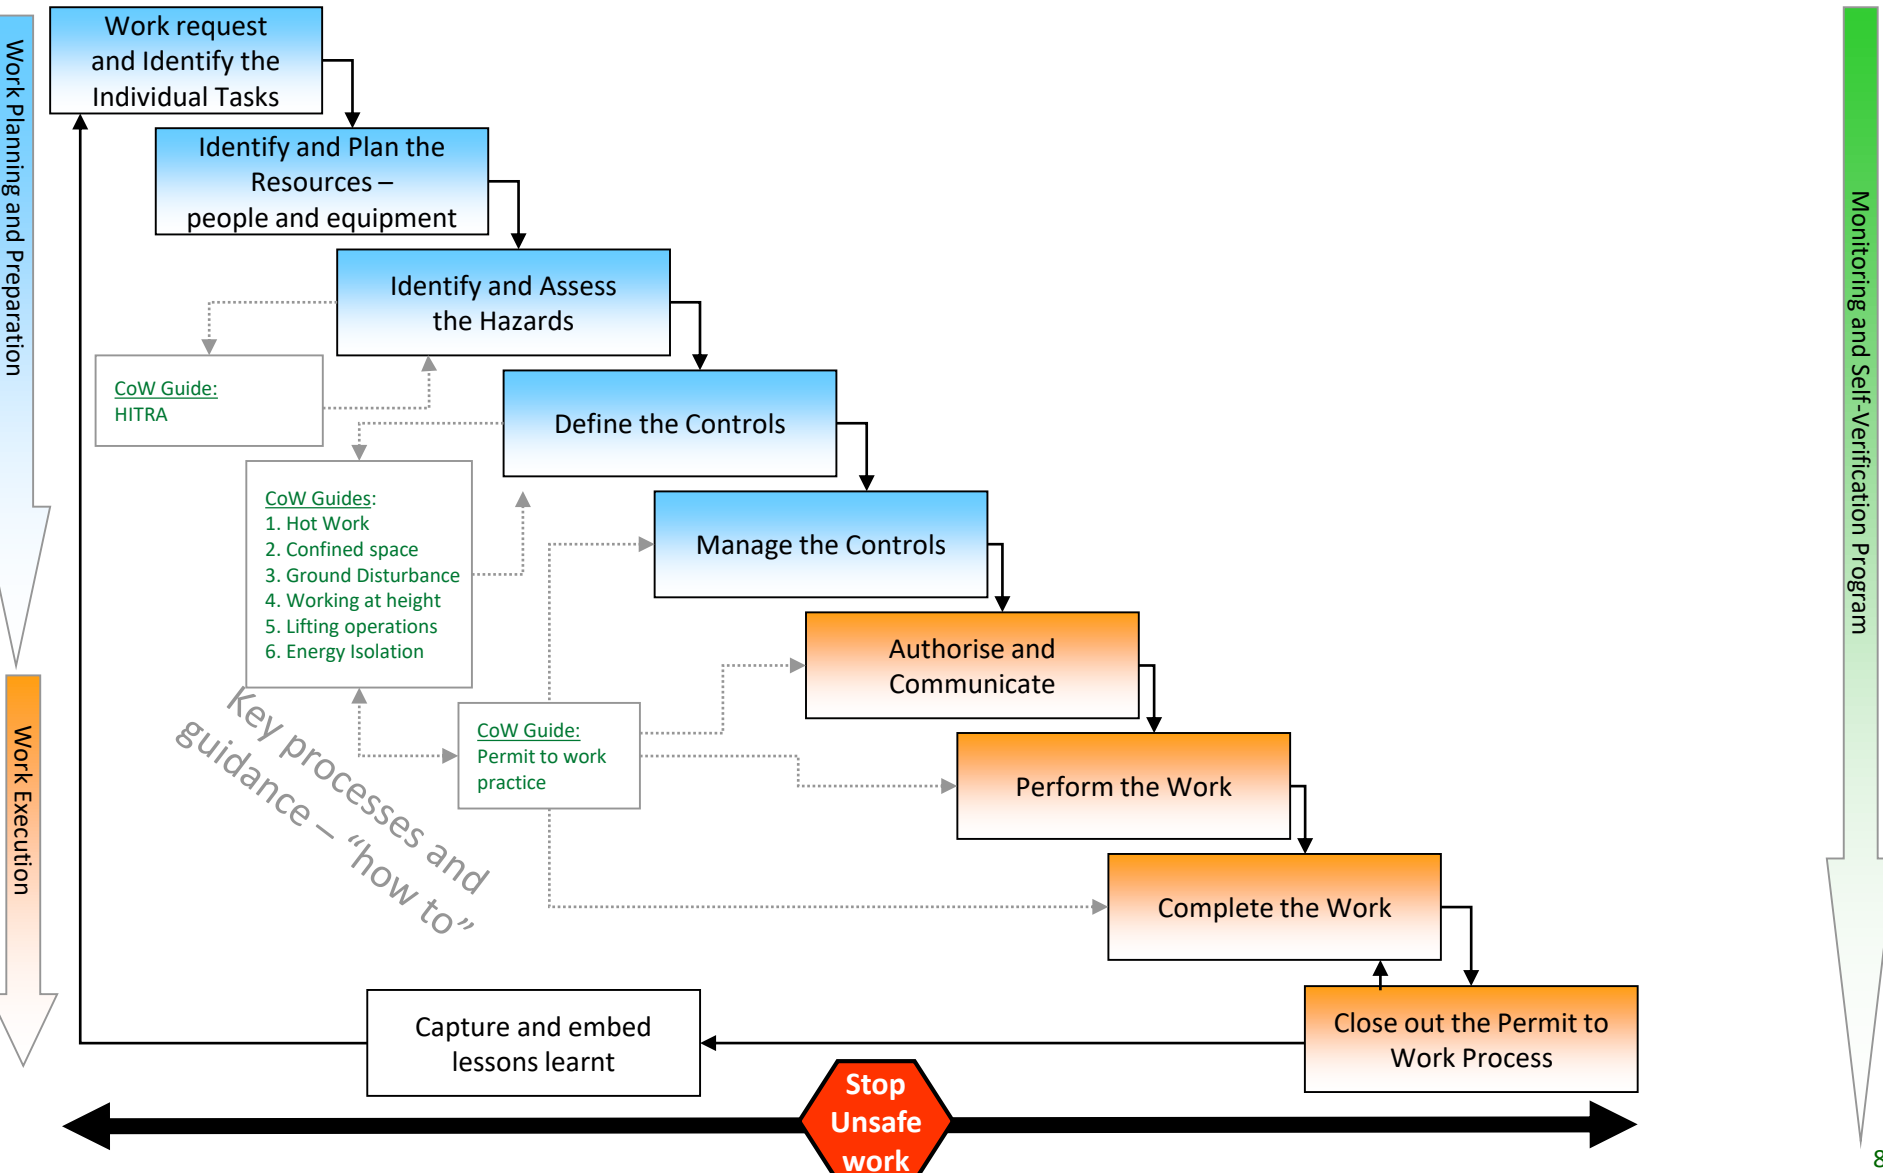 Work request
and Identify the
Individual Tasks
Identify and Plan the
Resources –
people and equipment
Identify and Assess
the Hazards
CoW Guide:
HITRA
Define the Controls
CoW Guides:
1. Hot Work
2. Confined space
3. Ground Disturbance
4. Working at height
5. Lifting operations
6. Energy Isolation
Manage the Controls
Authorise and
Communicate
CoW Guide:
Permit to work
practice
Perform the Work
Key processes and
guidance – “how to”
Complete the Work
Close out the Permit to
Work Process
Capture and embed
lessons learnt
Stop
Unsafe
work
Work Planning and Preparation
Work Execution
Monitoring and Self-Verification Program
8